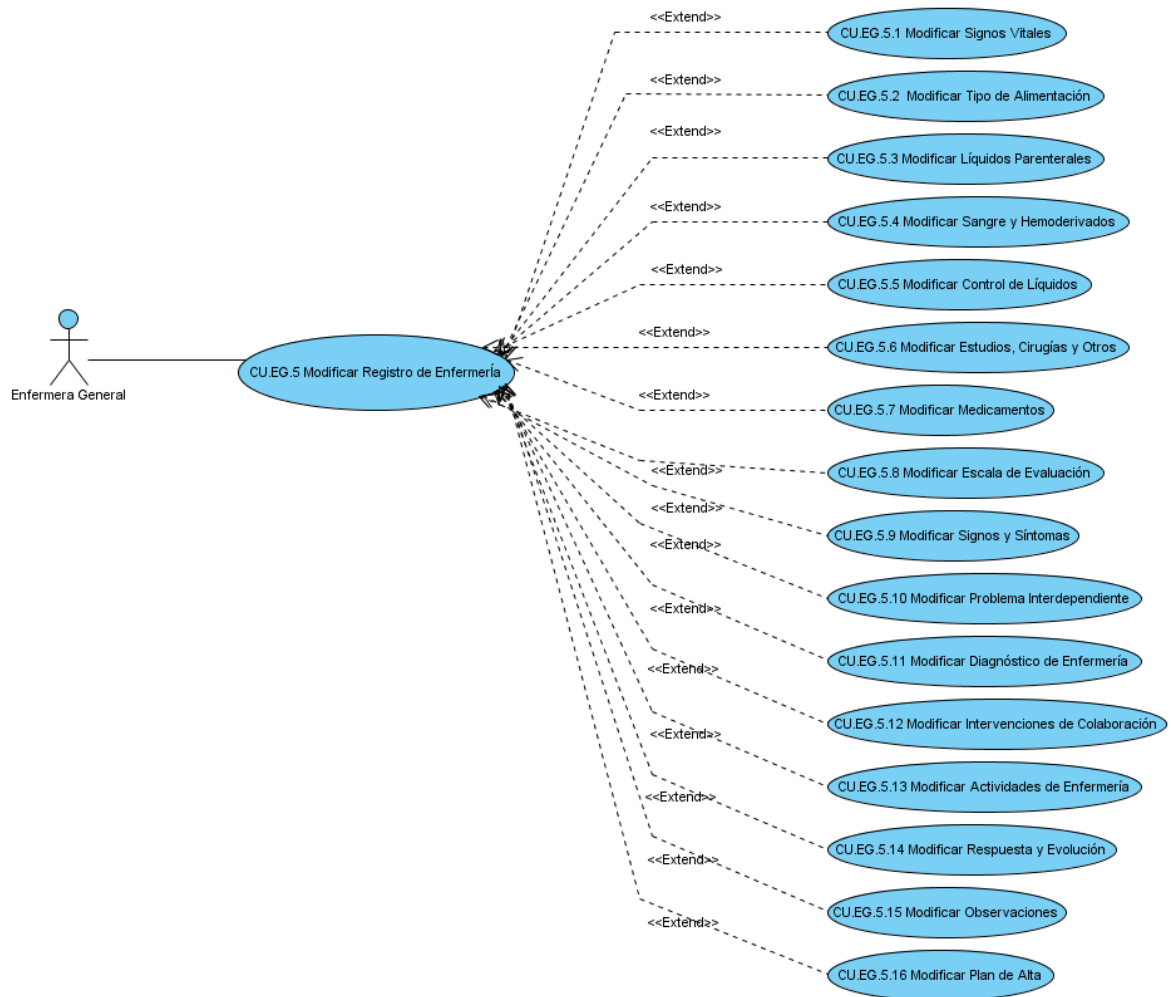 <<Extend>>
CU.EG.5.1 Modificar Signos Vitales
<<Extend>>
CU.EG.5.2 Modificar Tipo de Alimentación
<<Extend>>
CU.EG.5.3 Modificar Líquidos Parenterales
<<Extend>>
CU.EG.5.4 Modificar Sangre y Hemoderivados
<<Extend>>
CU.EG.5.5 Modificar Control de Líquidos
<<Extend>>
CU.EG.5.6 Modificar Estudios, Cirugías y Otros
Enfermera General
CU.EG.5 Modificar Registro de Enfermería
<<Extend>>
CU.EG.5.7 Modificar Medicamentos
<<Extend>>
CU.EG.5.8 Modificar Escala de Evaluación
<<Extend>>
CU.EG.5.9 Modificar Signos y Síntomas
<<Extend>>
CU.EG.5.10 Modificar Problema Interdependiente
<<Extend>>
CU.EG.5.11 Modificar Diagnóstico de Enfermería
<<Extend>>
CU.EG.5.12 Modificar Intervenciones de Colaboración
<<Extend>>
CU.EG.5.13 Modificar Actividades de Enfermería
<<Extend>>
CU.EG.5.14 Modificar Respuesta y Evolución
<<Extend>>
CU.EG.5.15 Modificar Observaciones
<<Extend>>
CU.EG.5.16 Modificar Plan de Alta